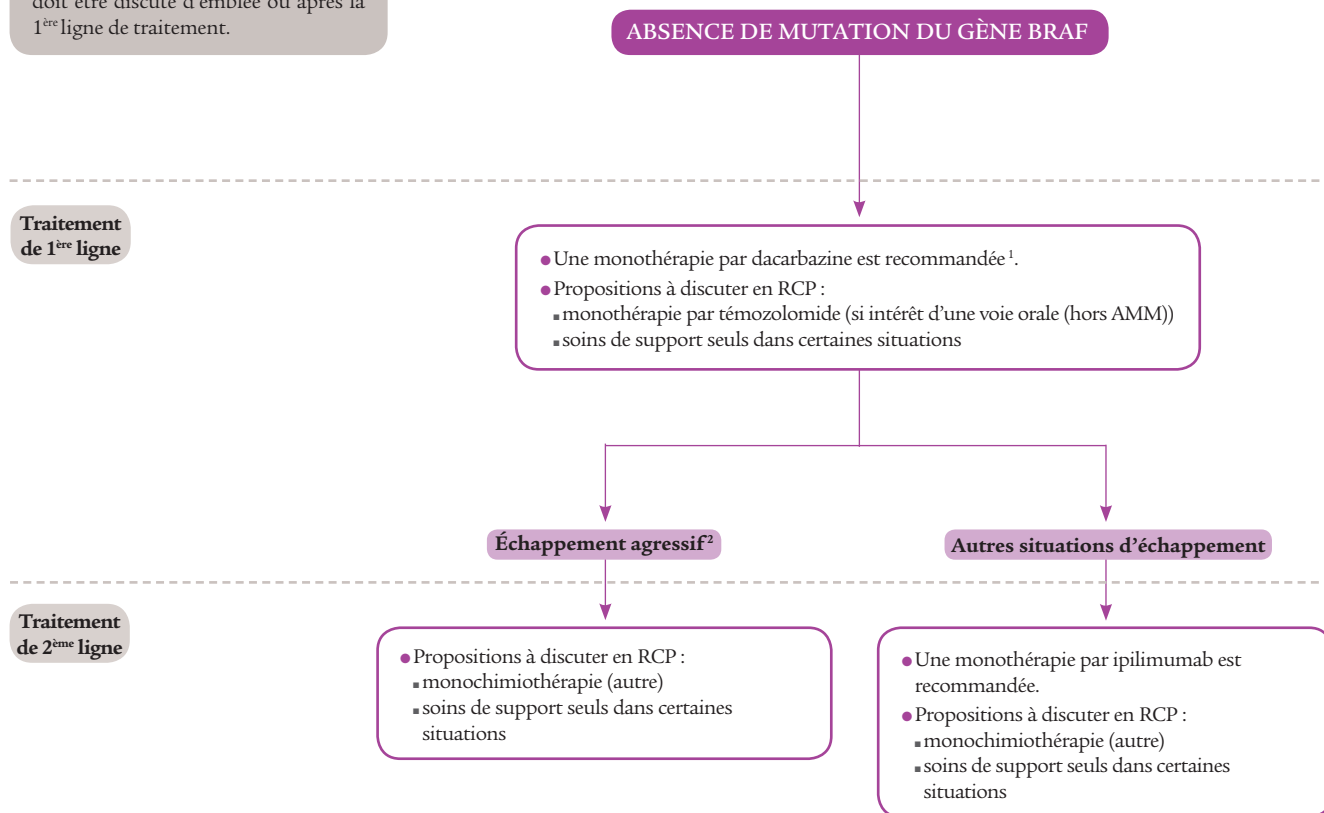 doit être discuté d'emblée ou après la
1ère ligne de traitement.
ABSENCE DE MUTATION DU GÈNE BRAF
Traitement
de 1ère ligne
● Une monothérapie par dacarbazine est recommandée¹.
● Propositions à discuter en RCP :
▪ monothérapie par témozolomide (si intérêt d’une voie orale (hors AMM))
▪ soins de support seuls dans certaines situations
Échappement agressif²
Autres situations d’échappement
Traitement
de 2ème ligne
● Propositions à discuter en RCP :
▪ monochimiothérapie (autre)
▪ soins de support seuls dans certaines
situations
● Une monothérapie par ipilimumab est
recommandée.
● Propositions à discuter en RCP :
▪ monochimiothérapie (autre)
▪ soins de support seuls dans certaines
situations